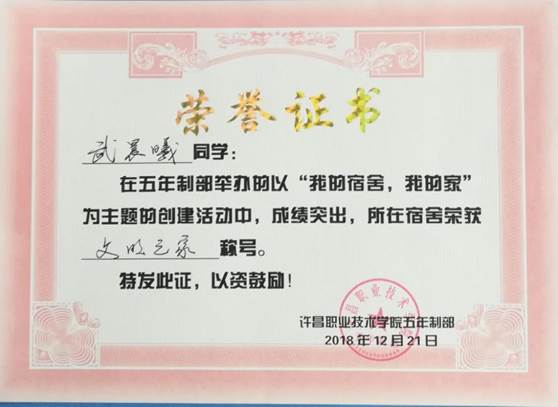 荣誉证书
武晨曦同学：
在五年制部举办的以“我的宿舍，我的家”
为主题的创建活动中，成绩突出，所在宿舍荣获
文明之家 称号。
特发此证，以资鼓励！
许昌职业技术学院五年制部
2018年12月21日